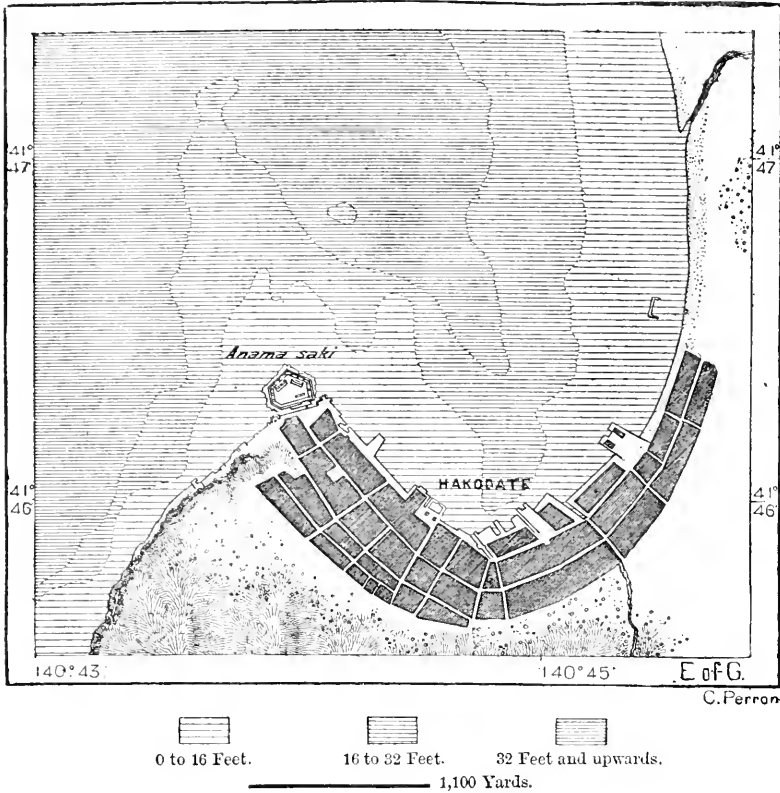 41°
47'
41°
47
Anama saki
HAKODATE
41°
46'
41°
46'
140°43'
140°45'
E of G.
C. Perron
0 to 16 Feet.
16 to 32 Feet.
32 Feet and upwards.
1,100 Yards.